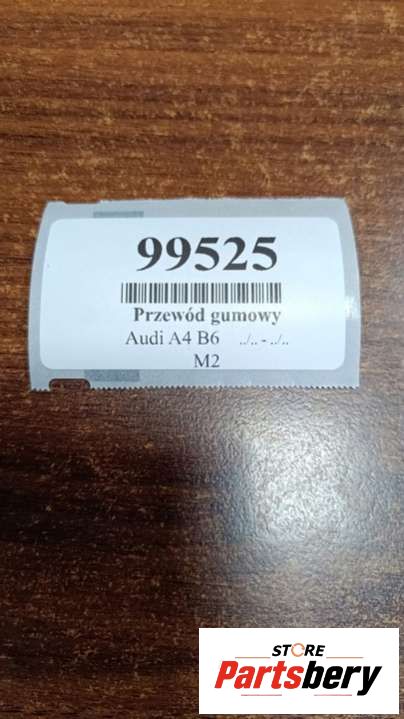 99525
Przewód gumowy
Audi A4 B6 ../.. - ../..
M2
STORE
Partsbery